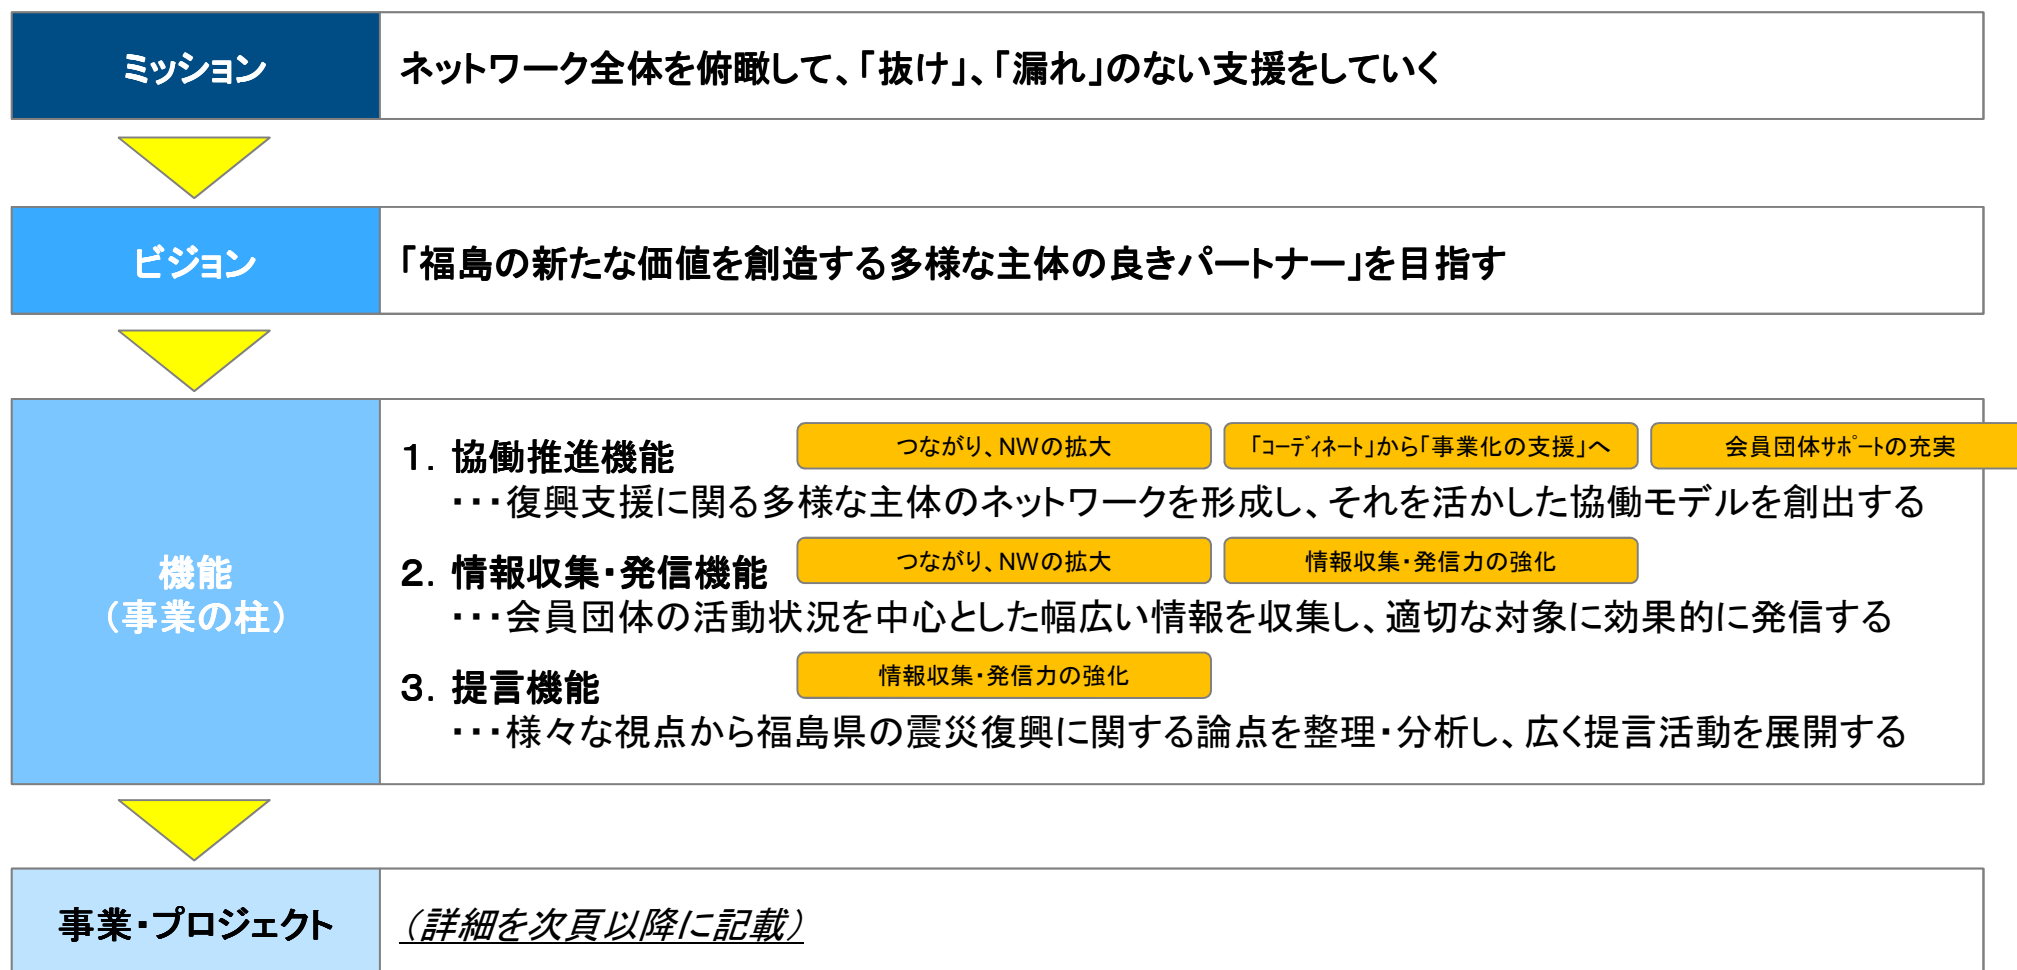 ミッション
ネットワーク全体を俯瞰して、「抜け」、「漏れ」のない支援をしていく
ビジョン
「福島の新たな価値を創造する多様な主体の良きパートナー」を目指す
機能
（事業の柱）
１．協働推進機能
つながり、NWの拡大
「ｺｰﾃﾞｨﾈｰﾄ」から「事業化の支援」へ
会員団体ｻﾎﾟｰﾄの充実
・・・復興支援に関る多様な主体のネットワークを形成し、それを活かした協働モデルを創出する
２．情報収集・発信機能
つながり、NWの拡大
情報収集・発信力の強化
・・・会員団体の活動状況を中心とした幅広い情報を収集し、適切な対象に効果的に発信する
３．提言機能
情報収集・発信力の強化
・・・様々な視点から福島県の震災復興に関する論点を整理・分析し、広く提言活動を展開する
事業・プロジェクト
（詳細を次頁以降に記載）